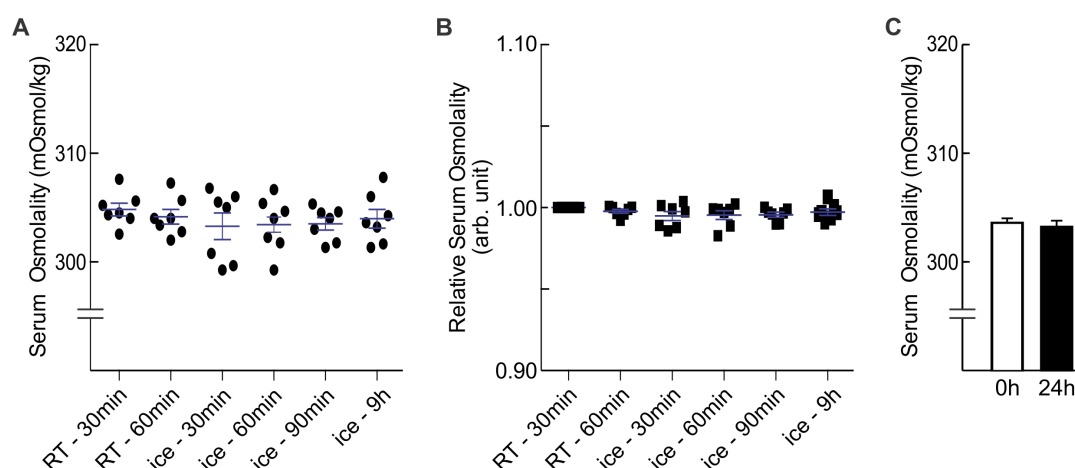 A
320
310
300
Serum Osmolality (mOsmol/kg)
RT - 30min
RT - 60min
ice - 30min
ice - 60min
ice - 90min
ice - 9h
B
1.10
1.00
0.90
Relative Serum Osmolality
(arb. unit)
RT - 30min
RT - 60min
ice - 30min
ice - 60min
ice - 90min
ice - 9h
C
320
310
300
Serum Osmolality (mOsmol/kg)
0h
24h